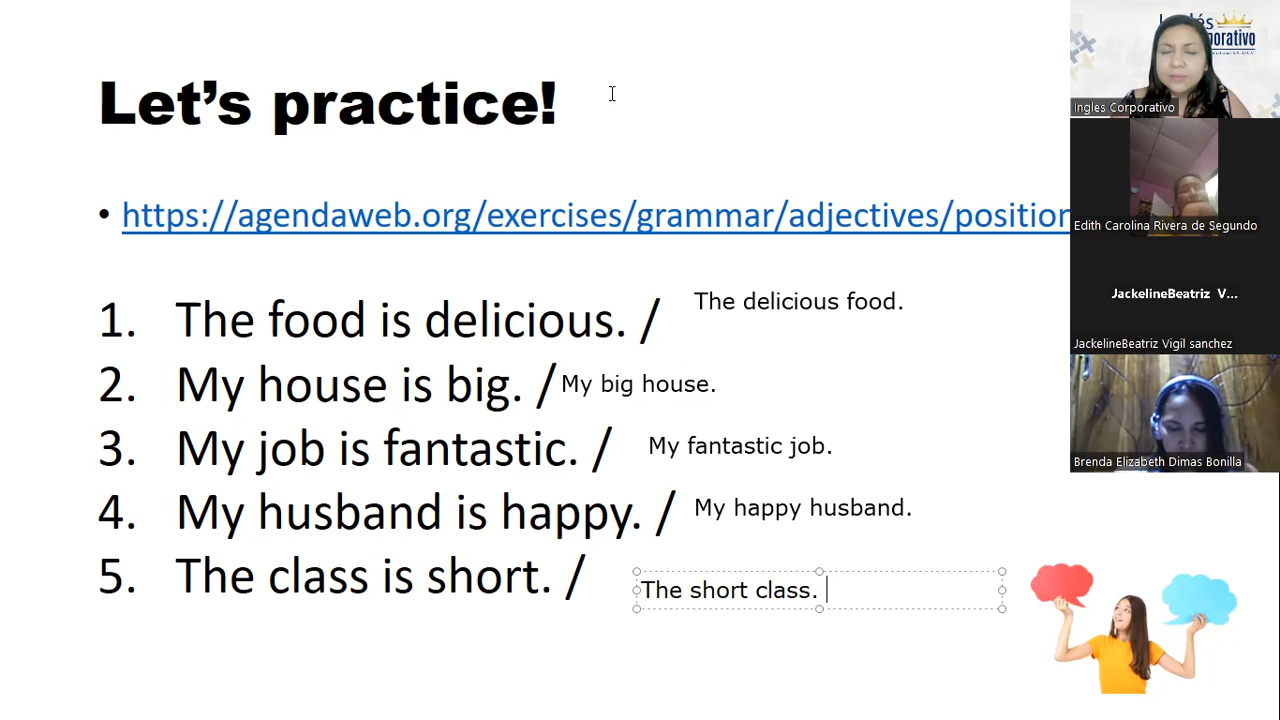 Let's practice!
• https://agendaweb.org/exercises/grammar/adjectives/position
1. The food is delicious. / The delicious food.
2. My house is big. / My big house.
3. My job is fantastic. / My fantastic job.
4. My husband is happy. / My happy husband.
5. The class is short. / The short class.
Ingles Corporativo
Edith Carolina Rivera de Segundo
JackelineBeatriz V...
JackelineBeatriz Vigil sanchez
Brenda Elizabeth Dimas Bonilla